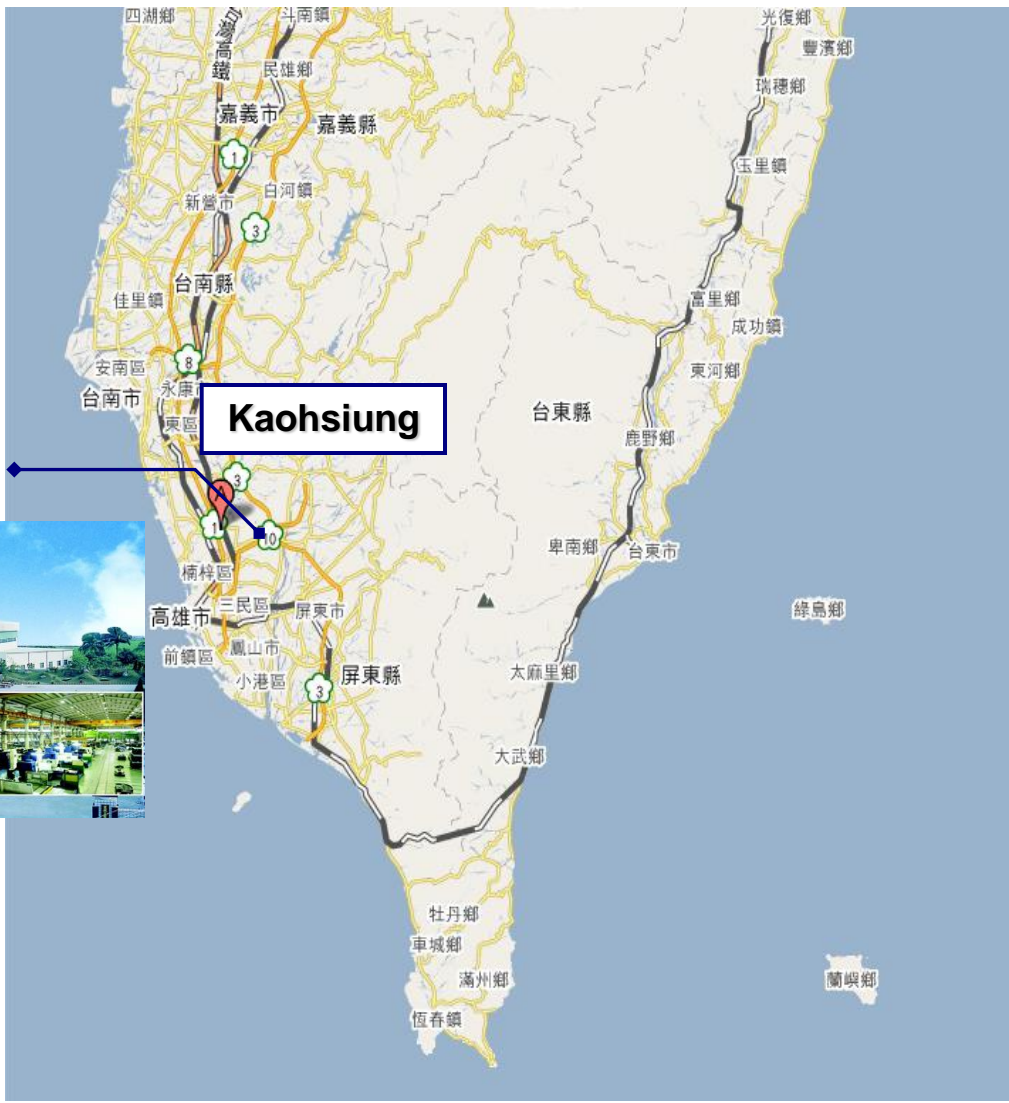 四湖鄉
斗南鎮
光復鄉
台灣高鐵
豐濱鄉
民雄鄉
瑞穗鄉
嘉義市
嘉義縣
1
玉里鎮
新營市
白河鎮
3
台南縣
佳里鎮
富里鄉
成功鎮
安南區
8
東河鄉
永康
台南市
Kaohsiung
台東縣
東區
鹿野鄉
3
A
1
10
卑南鄉
台東市
楠梓區
高雄市
三民區
屏東市
綠島鄉
前鎮區
鳳山市
小港區
屏東縣
太麻里鄉
3
大武鄉
牡丹鄉
車城鄉
滿州鄉
蘭嶼鄉
恆春鎮